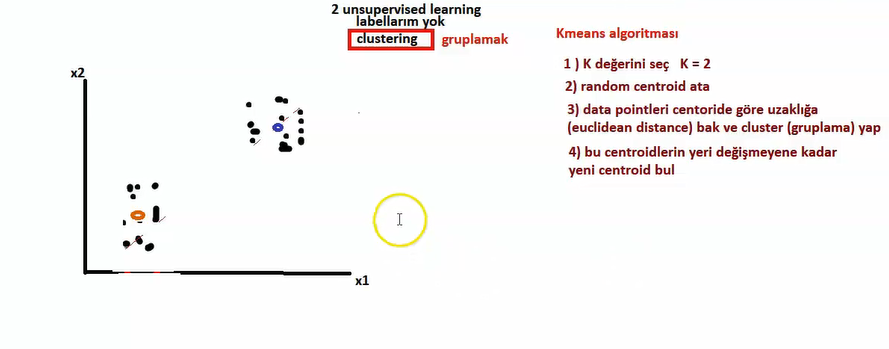 2 unsupervised learning
labellarım yok
clustering gruplamak
x2
x1
Kmeans algoritması
1 ) K değerini seç K = 2
2) random centroid ata
3) data pointleri centoride göre uzaklığa
(euclidean distance) bak ve cluster (gruplama) yap
4) bu centroidlerin yeri değişmeyene kadar
yeni centroid bul